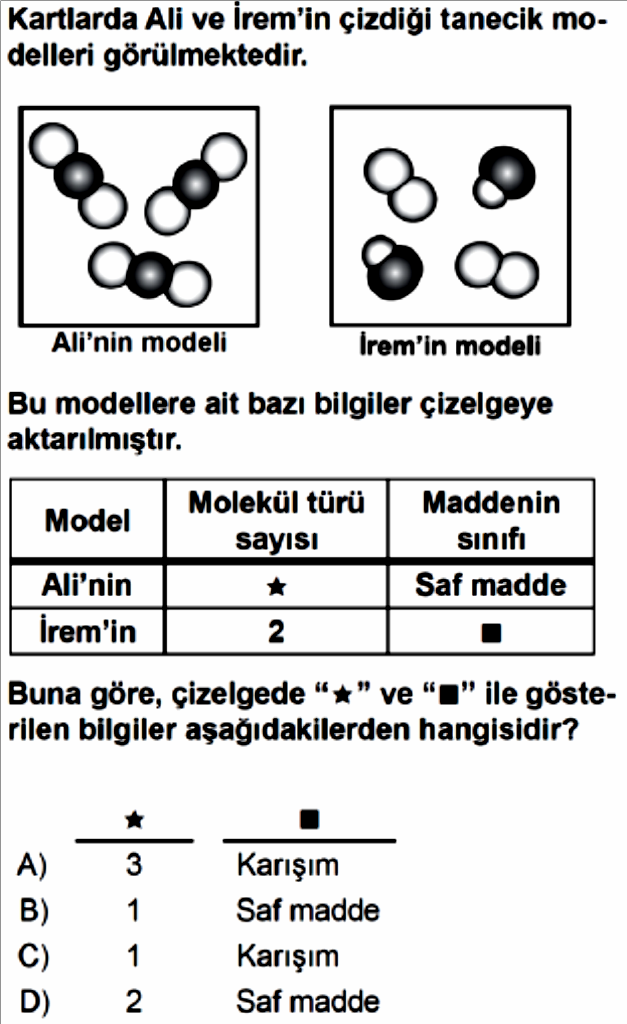 Kartlarda Ali ve İrem’in çizdiği tanecik mo-
delleri görülmektedir.
Ali’nin modeli
İrem’in modeli
Bu modellere ait bazı bilgiler çizelgeye
aktarılmıştır.
Model Molekül türü sayısı Maddenin sınıfı
Ali’nin ★ Saf madde
İrem’in 2 ■
Buna göre, çizelgede “★” ve “■” ile göste-
rilen bilgiler aşağıdakilerden hangisidir?
★ ■
A) 3 Karışım
B) 1 Saf madde
C) 1 Karışım
D) 2 Saf madde